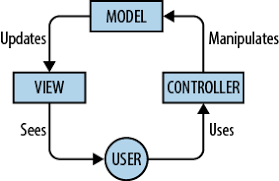 MODEL
Updates
Manipulates
VIEW
CONTROLLER
Sees
Uses
USER